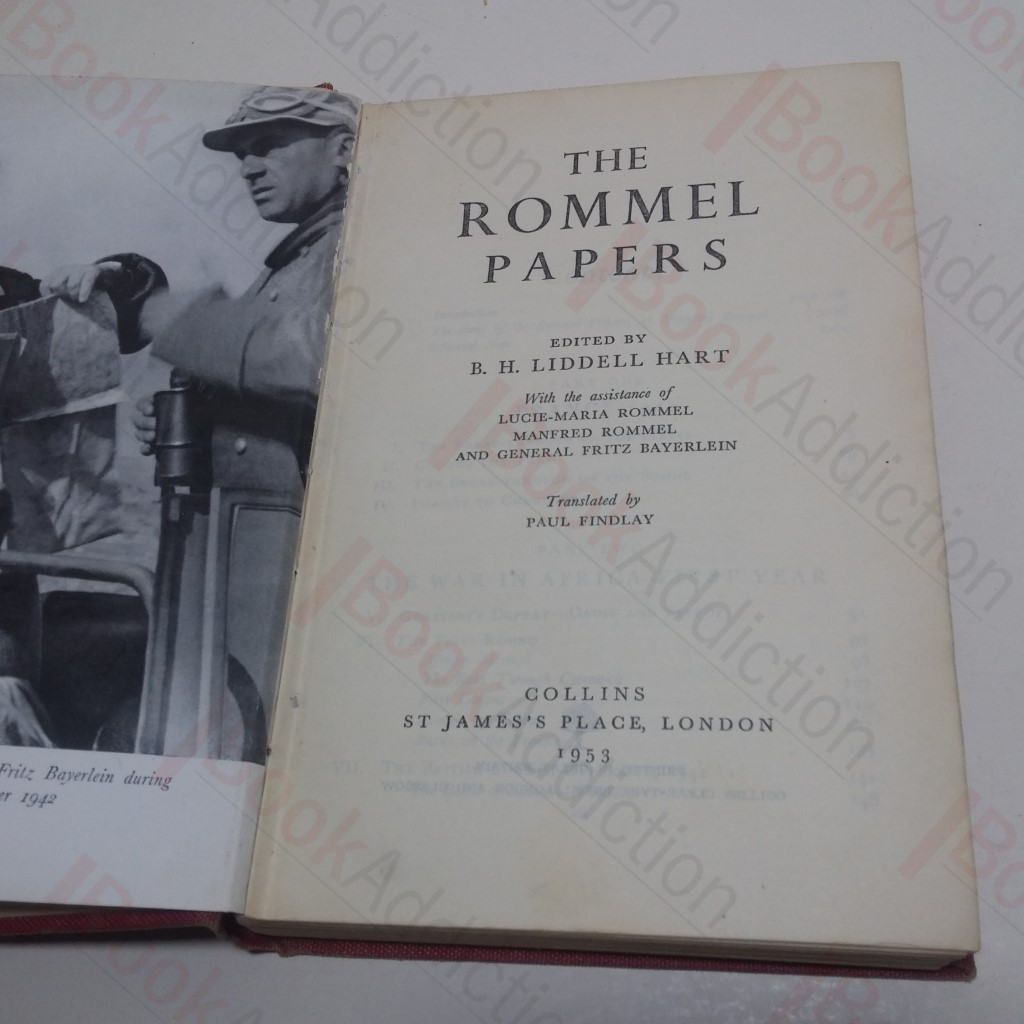 Fritz Bayerlein during
er 1942
THE
ROMMEL
PAPERS
EDITED BY
B. H. LIDDELL HART
With the assistance of
LUCIE-MARIA ROMMEL
MANFRED ROMMEL
AND GENERAL FRITZ BAYERLEIN
Translated by
PAUL FINDLAY
COLLINS
ST JAMES'S PLACE, LONDON
1953
BookAddiction